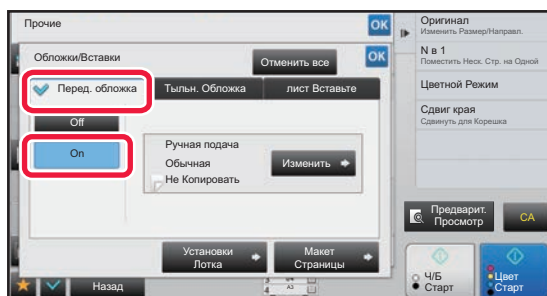 Прочие
OK
Обложки/Вставки
Отменить все
OK
Перед. обложка
Тыльн. Обложка
лист Вставьте
Off
On
Ручная подача
Обычная
Не Копировать
Изменить
Установки
Лотка
Макет
Страницы
Назад
4
A3
Оригинал
Изменить Размер/Направл.
N в 1
Поместить Неск. Стр. на Одной
Цветной Режим
Сдвиг края
Сдвинуть для Корешка
Предварит.
Просмотр
CA
Ч/Б
Старт
Цвет
Старт